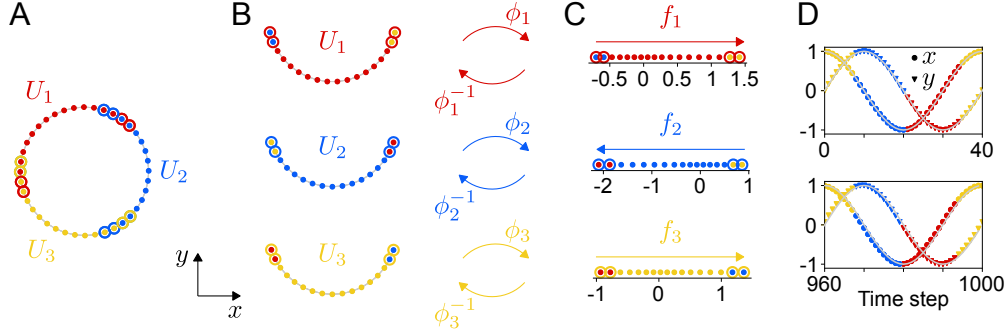 A
B
C
D
U₁
U₂
U₃
U₁
ϕ₁
ϕ₁⁻¹
U₂
ϕ₂
ϕ₂⁻¹
U₃
ϕ₃
ϕ₃⁻¹
y
x
f₁
-0.5 0 0.5 1 1.5
f₂
-2 -1 0 1
f₃
-1 0 1
1
0
-1
x
y
0 40
1
0
-1
960 1000
Time step